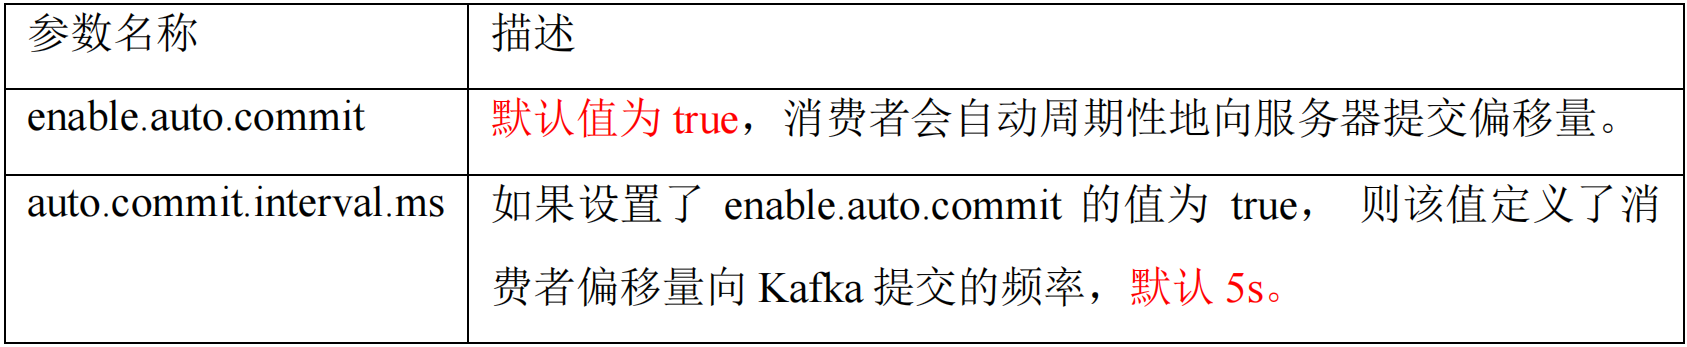 参数名称
描述
enable.auto.commit
默认值为 true，消费者会自动周期性地向服务器提交偏移量。
auto.commit.interval.ms
如果设置了 enable.auto.commit 的值为 true， 则该值定义了消
费者偏移量向 Kafka 提交的频率，默认 5s。